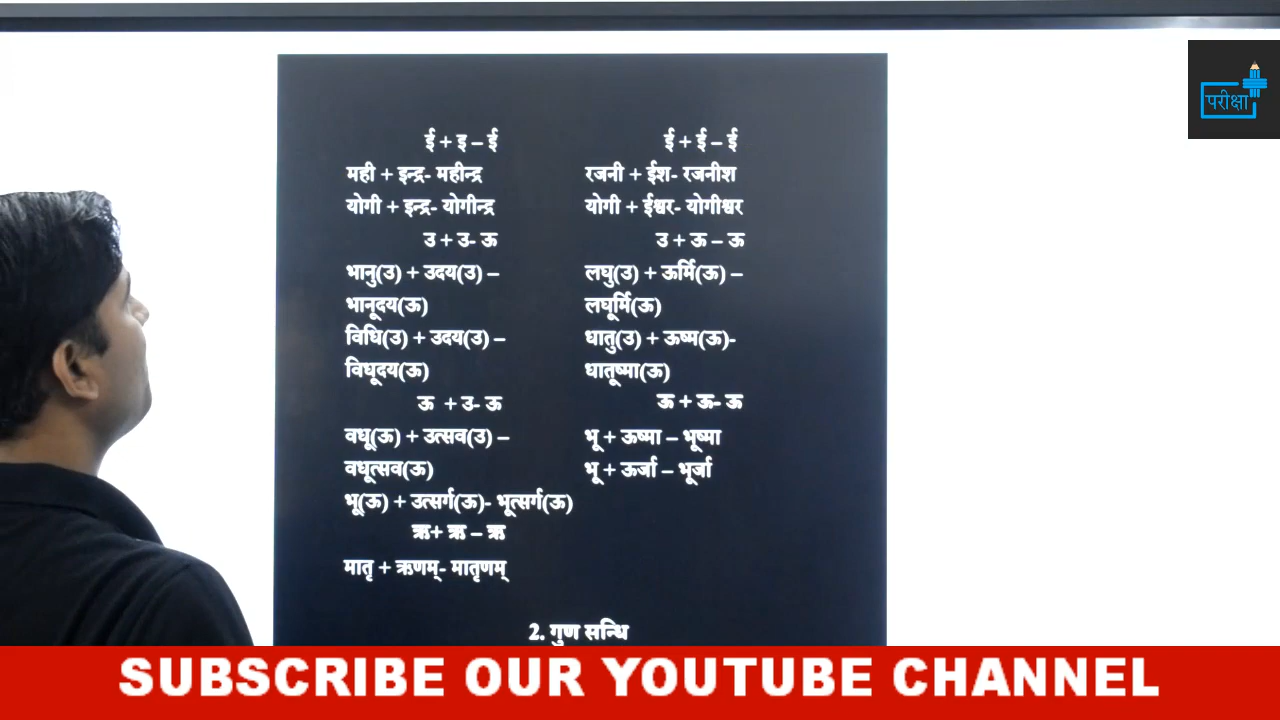 परीक्षा
ई + इ – ई
मही + इन्द्र- महीन्द्र
योगी + इन्द्र- योगीन्द्र
उ + उ- ऊ
भानु(उ) + उदय(उ) –
भानूदय(ऊ)
विधि(उ) + उदय(उ) –
विधूदय(ऊ)
ऊ + उ- ऊ
वधू(ऊ) + उत्सव(उ) –
वधूत्सव(ऊ)
भू(ऊ) + उत्सर्ग(ऊ)- भूत्सर्ग(ऊ)
ऋ+ ऋ – ऋ
मातृ + ऋणम्- मातृणम्
ई + ई – ई
रजनी + ईश- रजनीश
योगी + ईश्वर- योगीश्वर
उ + ऊ – ऊ
लघु(उ) + ऊर्मि(ऊ) –
लघूर्मि(ऊ)
धातु(उ) + ऊष्म(ऊ)-
धातूष्मा(ऊ)
ऊ + ऊ- ऊ
भू + ऊष्मा – भूष्मा
भू + ऊर्जा – भूर्जा
2. गुण सन्धि
SUBSCRIBE OUR YOUTUBE CHANNEL